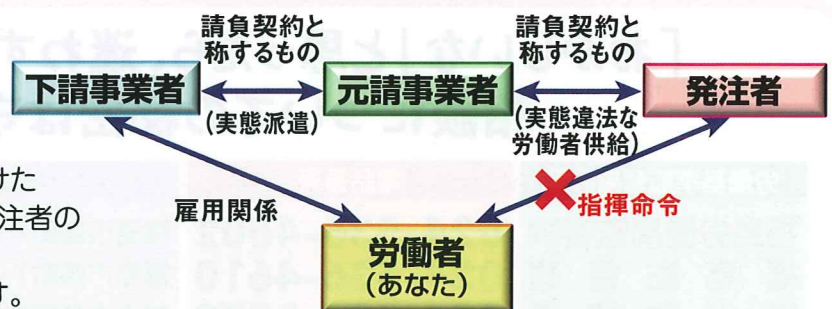 請負契約と
称するもの
請負契約と
称するもの
下請事業者
元請事業者
発注者
(実態派遣)
(実態違法な
労働者供給)
けた
注者の
す。
雇用関係
指揮命令
労働者
(あなた)